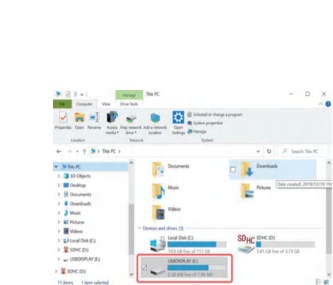 Manage
This PC
File
Computer
View
Drive Tools
Properties
Open
Rename
Access media
Map network drive
Add a network location
Open Settings
Uninstall or change a program
System properties
Manage
Location
Network
System
This PC
Search This PC
This PC
3D Objects
Desktop
Documents
Downloads
Music
Pictures
Videos
Local Disk (C:)
SDHC (D:)
USBDISPLAY (E:)
SDHC (D:)
Documents
Downloads
Music
Pictures
Videos
Devices and drives (3)
Local Disk (C:)
SDHC (D:)
USBDISPLAY (E:)
11 items
1 item selected